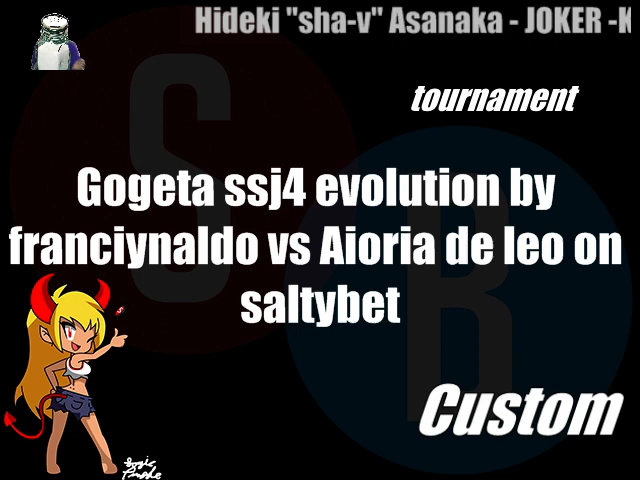 Hideki "sha-v" Asanaka - JOKER -K
tournament
Gogeta ssj4 evolution by
franciynaldo vs Aioria de leo on
saltybet
S
B
Custom